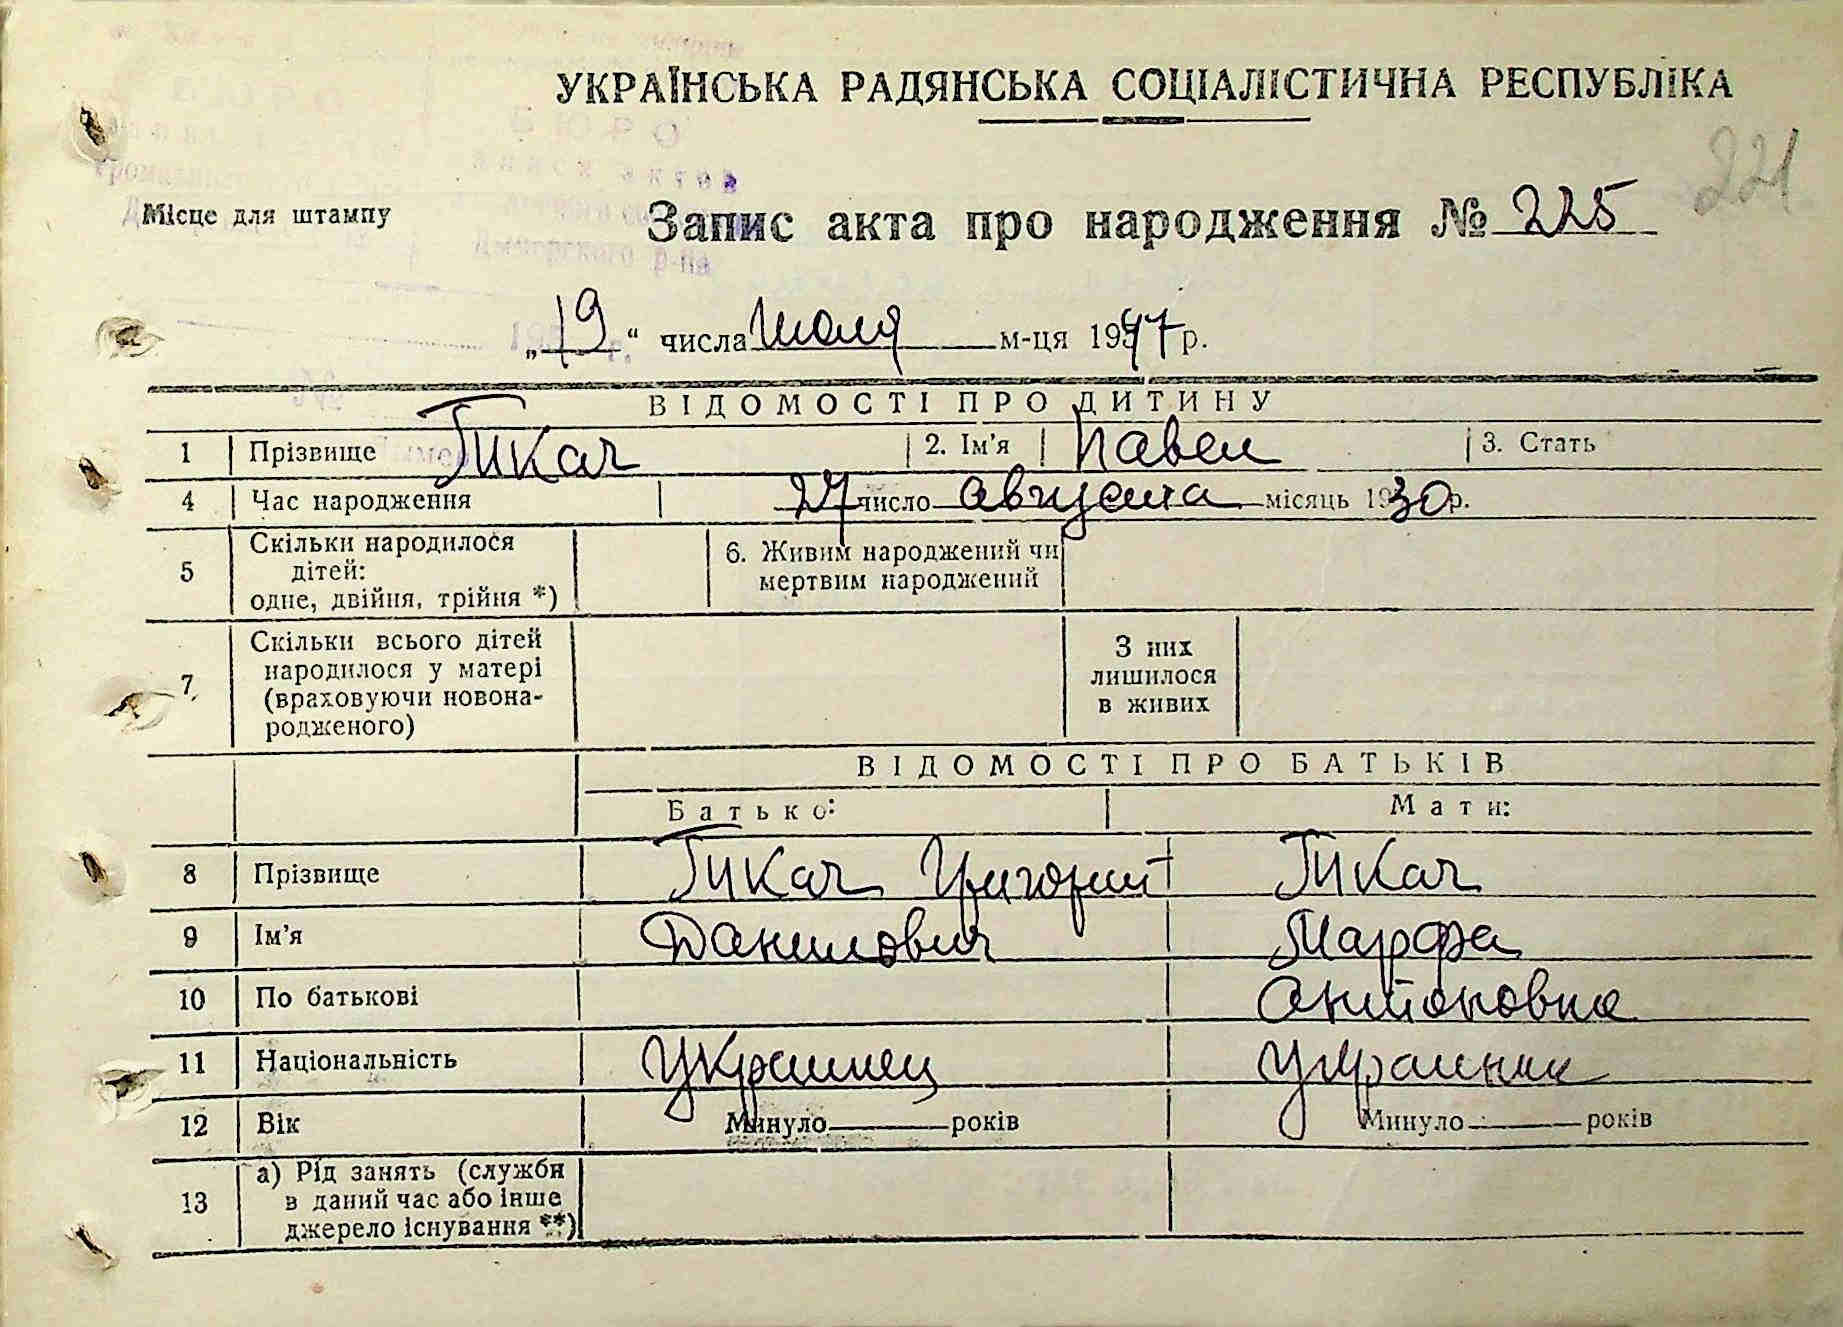 УКРАЇНСЬКА РАДЯНСЬКА СОЦІАЛІСТИЧНА РЕСПУБЛІКА
221
Місце для штампу
Запис акта про народження № 225
„19“ числа июля м-ця 1947 р.
ВІДОМОСТІ ПРО ДИТИНУ
1 Прізвище Ткач 2. Ім'я Павел 3. Стать
4 Час народження 27 число августа місяць 1930 р.
5 Скільки народилося дітей: одне, двійня, трійня *) 6. Живим народжений чи мертвим народжений
7 Скільки всього дітей народилося у матері (враховуючи новонародженого) З них лишилося в живих
ВІДОМОСТІ ПРО БАТЬКІВ
Батько: Мати:
8 Прізвище Ткач Григорий Ткач
9 Ім'я Данилович Марфа
10 По батькові Антоновна
11 Національність Украинец Украинка
12 Вік Минуло років Минуло років
13 а) Рід занять (служби в даний час або інше джерело існування **)